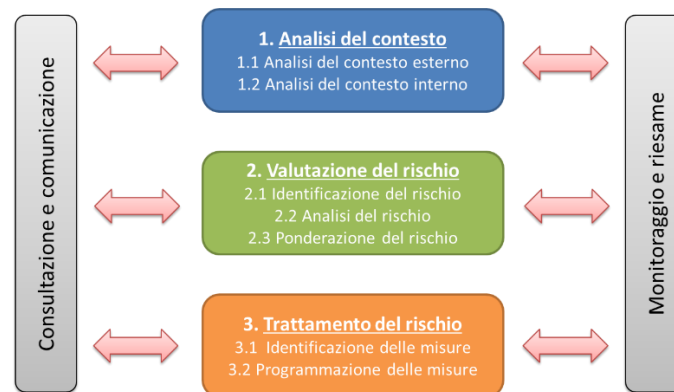 Consultazione e comunicazione
1. Analisi del contesto
1.1 Analisi del contesto esterno
1.2 Analisi del contesto interno
2. Valutazione del rischio
2.1 Identificazione del rischio
2.2 Analisi del rischio
2.3 Ponderazione del rischio
3. Trattamento del rischio
3.1 Identificazione delle misure
3.2 Programmazione delle misure
Monitoraggio e riesame